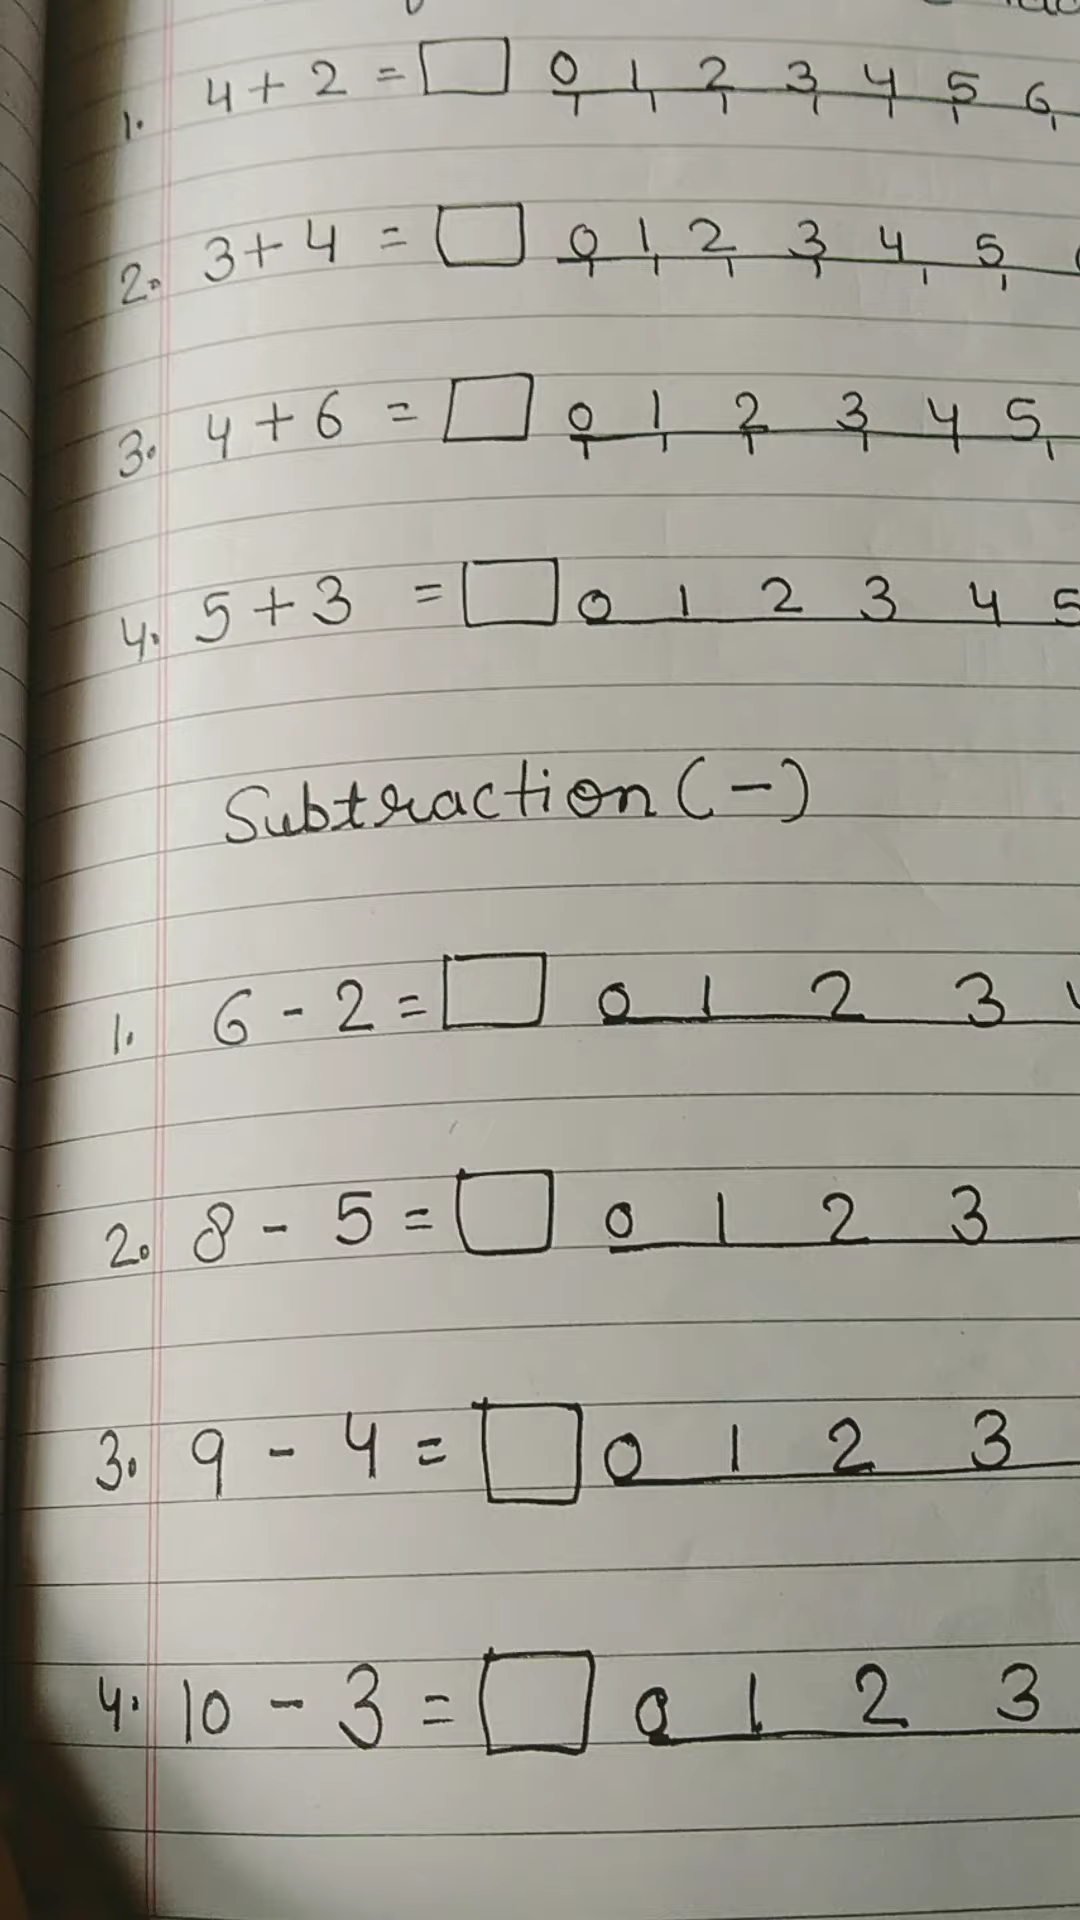 1. 4 + 2 = 0 1 2 3 4 5 6
2. 3 + 4 = 0 1 2 3 4 5
3. 4 + 6 = 0 1 2 3 4 5
4. 5 + 3 = 0 1 2 3 4 5
Subtraction (-)
1. 6 - 2 = 0 1 2 3
2. 8 - 5 = 0 1 2 3
3. 9 - 4 = 0 1 2 3
4. 10 - 3 = 0 1 2 3